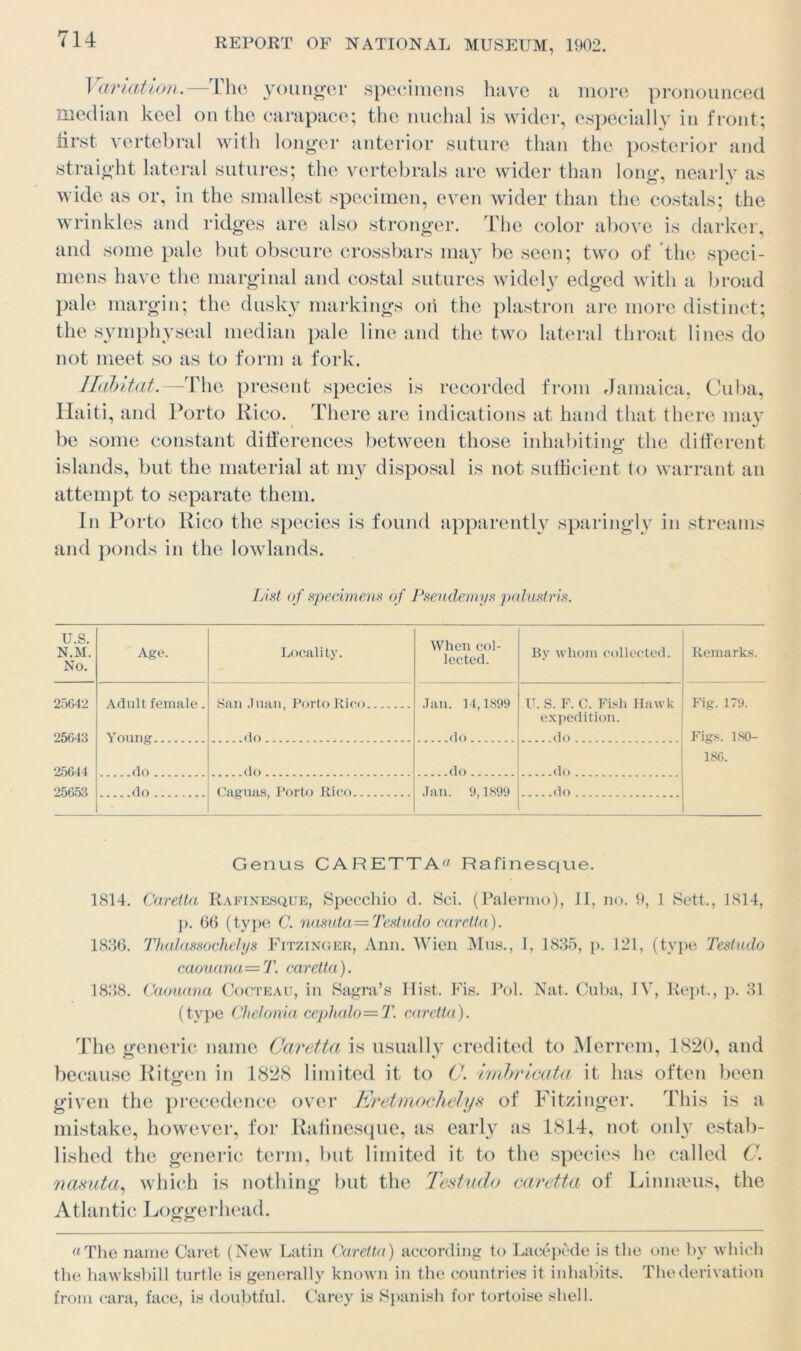 714 REPORT OF NATIONAL MUSEUM, 1902.
Variation.—The younger specimens have a more pronounced
median keel on the carapace; the nuchal is wider, especially in front;
first vertebral with longer anterior suture than the posterior and
straight lateral sutures; the vertebrals are wider than long, nearly as
wide as or, in the smallest specimen, even wider than the costals; the
wrinkles and ridges are also stronger. The color above is darker,
and some pale but obscure crossbars may be seen; two of the speci-
mens have the marginal and costal sutures widely edged with a broad
pale margin; the dusky markings on the plastron are more distinct;
the symphyseal median pale line and the two lateral throat lines do
not meet so as to form a fork.
Habitat.—The present species is recorded from Jamaica, Cuba,
Haiti, and Porto Rico. There are indications at hand that there may
be some constant differences between those inhabiting the different
islands, but the material at my disposal is not sufficient to warrant an
attempt to separate them.
In Porto Rico the species is found apparently sparingly in streams
and ponds in the lowlands.
List of specimens of Pseudemys palustris.
U.S. N.M. No. Age. Locality. When col- lected. By whom collected. Remarks.
25642 Adult female. San Juan, Porto Rico....... Jan. 14, 1899 U. S. F. C. Fish Hawk expedition. Fig. 179.
25643 Young........ .....do..................... .....do....... .....do.................. Figs. 180-186.
25644 .....do........ .....do..................... .....do....... .....do..................
25653 .....do........ Caguas, Porto Rico......... Jan. 9, 1899 .....do..................
Genus CARETTAa Rafinesque.
1814. Caretta Rafinesque, Specchio d. Sci. (Palermo), II, no. 9, 1 Sett., 1814,
p. 66 (type C. nasuta=Testudo caretta).
1836. Thalassochelys Fitzinger, Ann. Wien Mus., I, 1835, p. 121, (type Testudo
caouana=T. caretta).
1838. Caouana Cocteau, in Sagra's Hist. Fis. Pol. Nat. Cuba, IV, Rept., p. 31
(type Chelonia cephalo=T. caretta).
The generic name Caretta is usually credited to Merrem, 1820, and
because Ritgen in 1828 limited it to C. imbricata it has often been
given the precedence over Eretmochelys of Fitzinger. This is a
mistake, however, for Rafinesque, as early as 1814, not only estab-
lished the generic term, but limited it to the species he called C.
nasuta, which is nothing but the Testudo caretta of Linnæus, the
Atlantic Loggerhead.
a The name Caret (New Latin Caretta) according to Lacépède is the one by which
the hawksbill turtle is generally known in the countries it inhabits. The derivation
from cara, face, is doubtful. Carey is Spanish for tortoise shell.